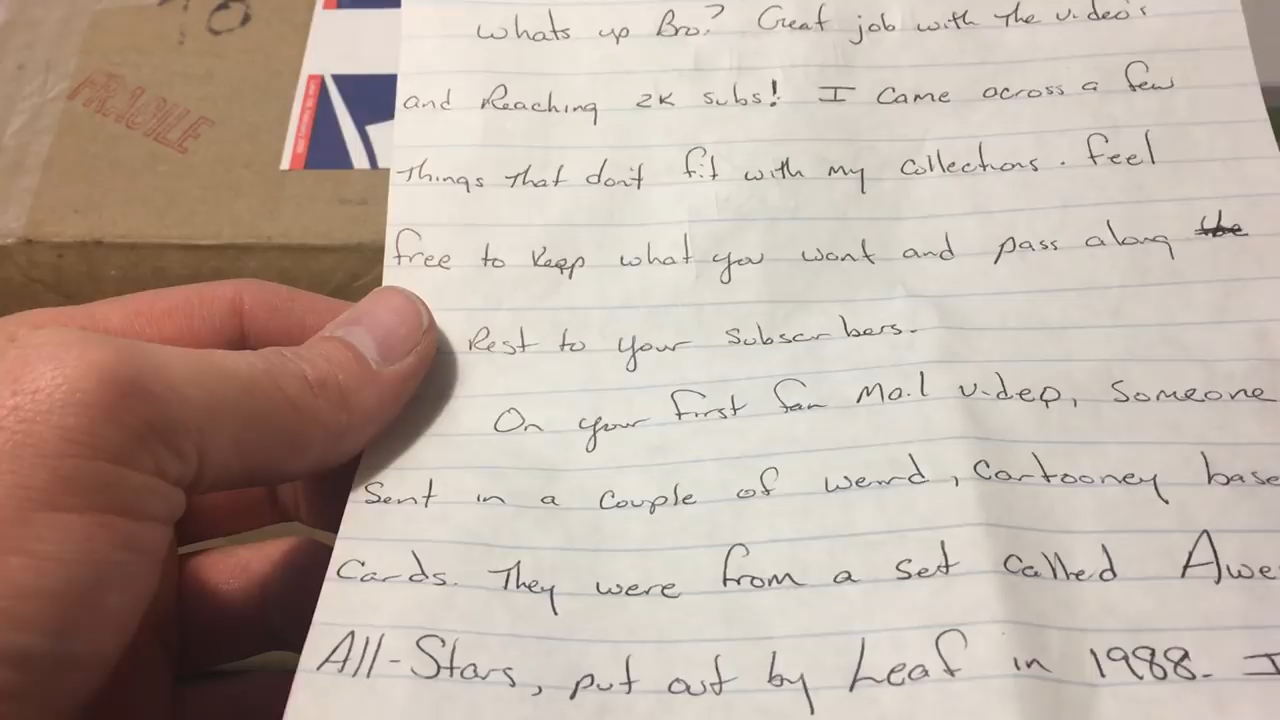 FRAGILE
Whats up Bro? Great job with the video's
and Reaching 2K subs! I came across a few
things that don't fit with my collections. feel
free to keep what you want and pass along the
Rest to your subscribers.
On your first fan mail video, someone
sent in a couple of weird, cartooney base
cards. They were from a set called Awe
All-Stars, put out by Leaf in 1988. I